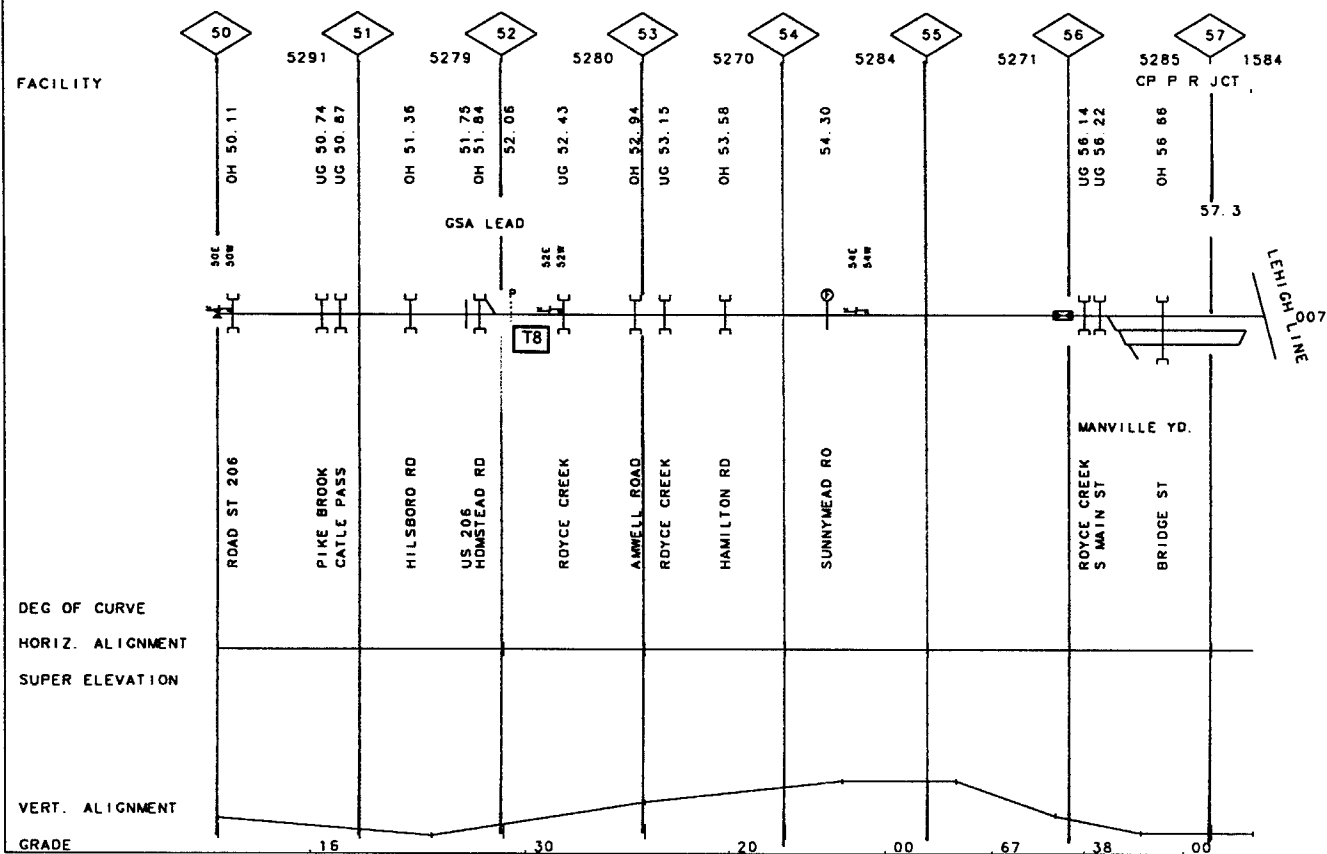 50 51 52 53 54 55 56 57
5291 5279 5280 5270 5284 5271 5285 1584
FACILITY
CP P R JCT
OH 50.11
UG 50.74
UG 50.87
OH 51.36
51.75
OH 51.84
52.06
UG 52.43
OH 52.94
UG 53.15
OH 53.58
54.30
UG 56.14
UG 56.22
OH 56 66
57.3
GSA LEAD
50E
50W
52E
52W
54E
54W
P
T8
LEHIGH LINE
007
MANVILLE YD.
ROAD ST 206
PIKE BROOK
CATLE PASS
HILSBORO RD
US 206
HOMSTEAD RD
ROYCE CREEK
AMWELL ROAD
ROYCE CREEK
HAMILTON RD
SUNNYMEAD RO
ROYCE CREEK
S MAIN ST
BRIDGE ST
DEG OF CURVE
HORIZ. ALIGNMENT
SUPER ELEVATION
VERT. ALIGNMENT
GRADE .16 .30 .20 .00 .67 .38 .00